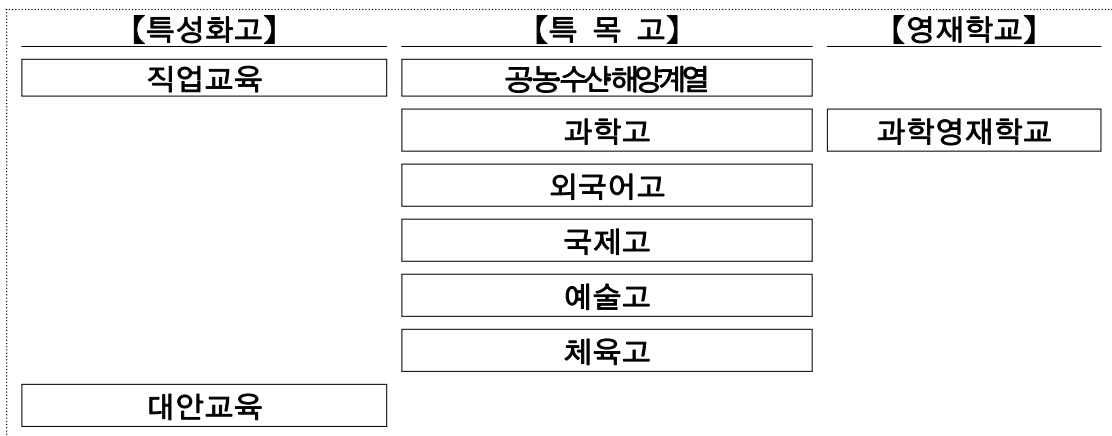 【특성화고】 【특 목 고】 【영재학교】
직업교육 공·농·수산·해양계열
과학고 과학영재학교
외국어고
국제고
예술고
체육고
대안교육